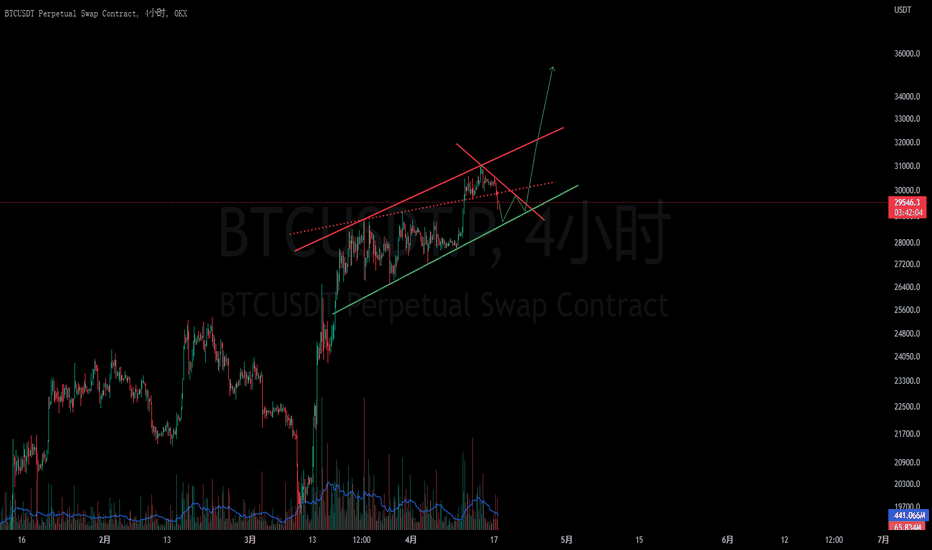 BTCUSDT Perpetual Swap Contract, 4小时, OKX
USDT
36000.0
34000.0
33000.0
32000.0
31000.0
30000.0
29546.3
03:42:04
28000.0
27200.0
26400.0
25600.0
24800.0
24050.0
23300.0
22500.0
21700.0
20900.0
20300.0
19700.0
441.066M
65.834M
BTCUSDT.P, 4小时
BTCUSDT Perpetual Swap Contract
16
2月
13
3月
13
12:00
4月
17
5月
15
6月
12
12:00
7月